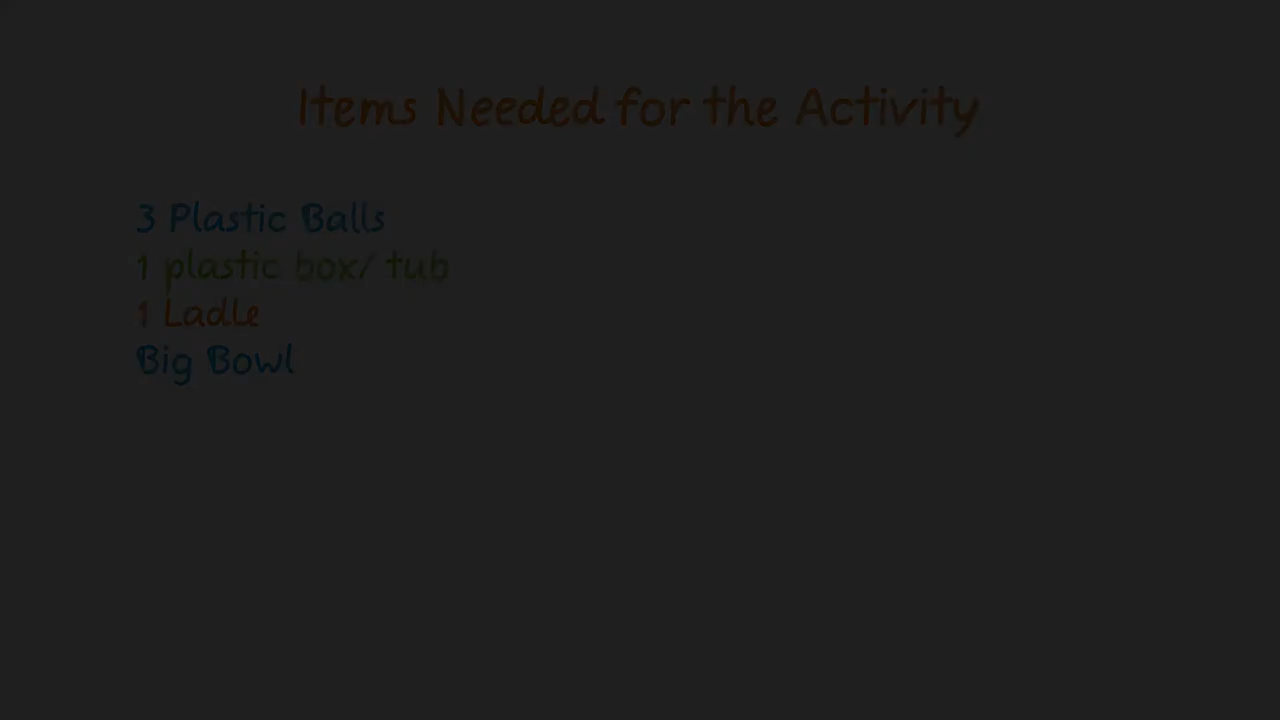 Items Needed for the Activity
3 Plastic Balls
1 plastic box/ tub
1 Ladle
Big Bowl